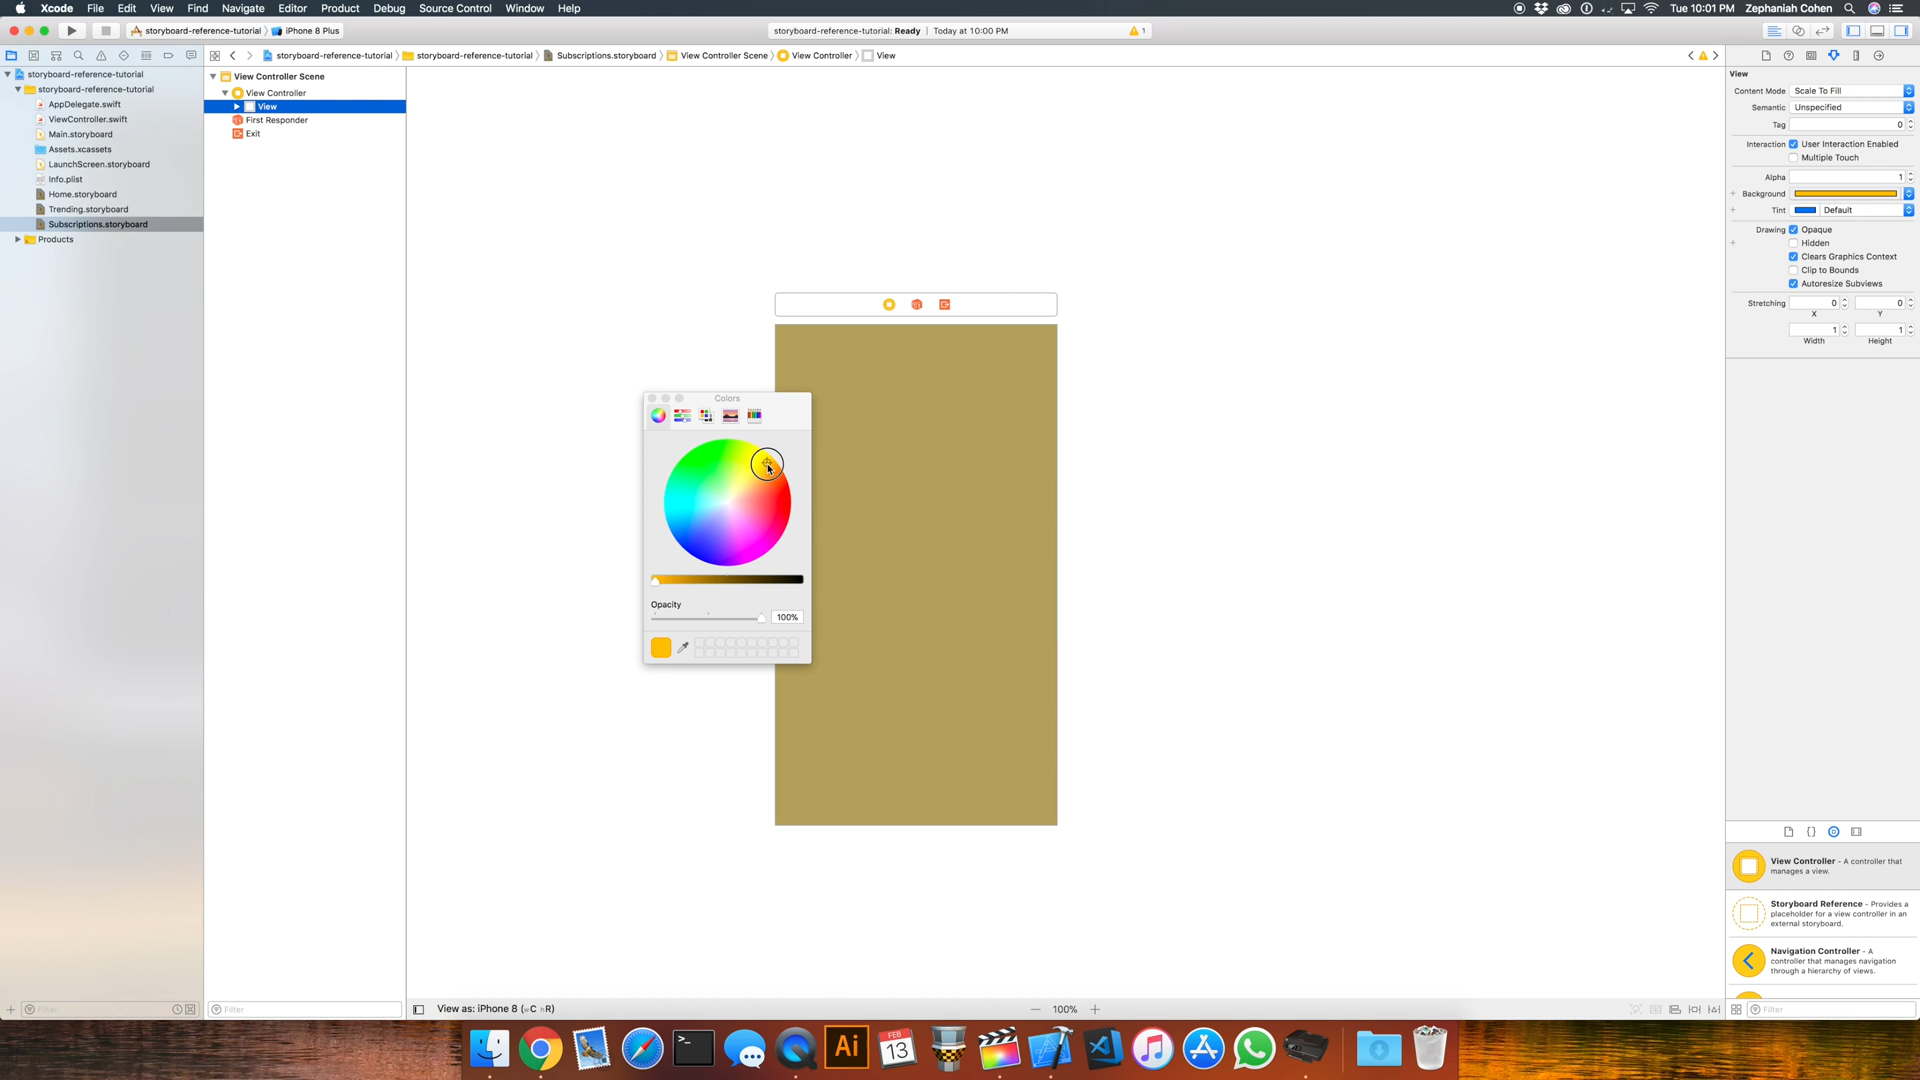 Xcode File Edit View Find Navigate Editor Product Debug Source Control Window Help
Tue 10:01 PM Zephaniah Cohen
storyboard-reference-tutorial iPhone 8 Plus
storyboard-reference-tutorial: Ready | Today at 10:00 PM 1
storyboard-reference-tutorial storyboard-reference-tutorial Subscriptions.storyboard View Controller Scene View Controller View
storyboard-reference-tutorial
storyboard-reference-tutorial
AppDelegate.swift
ViewController.swift
Main.storyboard
Assets.xcassets
LaunchScreen.storyboard
Info.plist
Home.storyboard
Trending.storyboard
Subscriptions.storyboard
Products
Filter
View Controller Scene
View Controller
View
First Responder
Exit
Filter
Colors
Opacity
100%
View as: iPhone 8 (wC hR)
100%
View
Content Mode Scale To Fill
Semantic Unspecified
Tag 0
Interaction User Interaction Enabled
Multiple Touch
Alpha 1
Background
Tint Default
Drawing Opaque
Hidden
Clears Graphics Context
Clip to Bounds
Autoresize Subviews
Stretching 0 0
X Y
1 1
Width Height
{}
View Controller - A controller that
manages a view.
Storyboard Reference - Provides a
placeholder for a view controller in an
external storyboard.
Navigation Controller - A
controller that manages navigation
through a hierarchy of views.
Filter
Ai
FEB
13